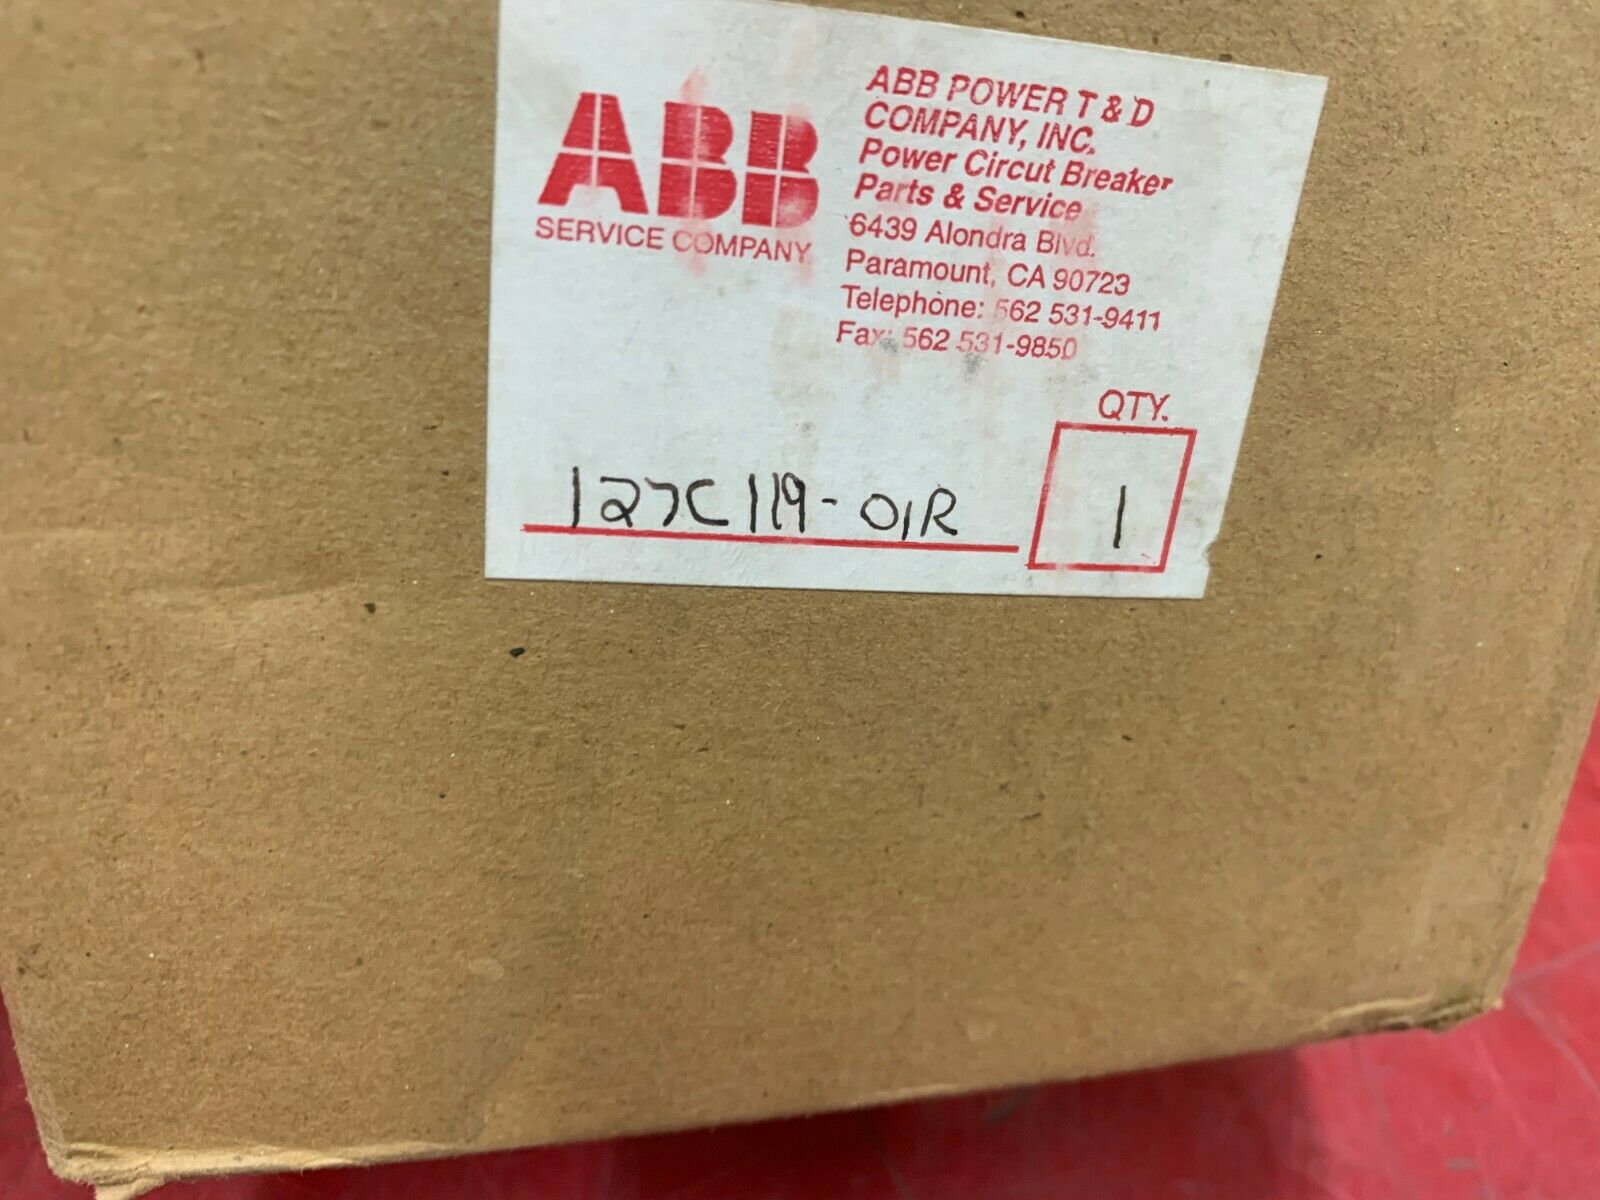 ABB
SERVICE COMPANY
ABB POWER T & D
COMPANY, INC.
Power Circut Breaker
Parts & Service
6439 Alondra Blvd.
Paramount, CA 90723
Telephone: 562 531-9411
Fax: 562 531-9850
QTY.
127C119-01R
1